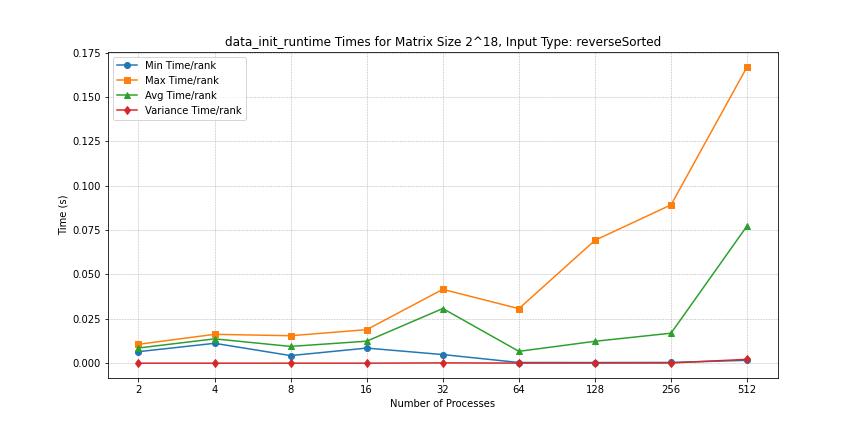 data_init_runtime Times for Matrix Size 2^18, Input Type: reverseSorted
Min Time/rank
Max Time/rank
Avg Time/rank
Variance Time/rank
Time (s)
0.175
0.150
0.125
0.100
0.075
0.050
0.025
0.000
2 4 8 16 32 64 128 256 512
Number of Processes